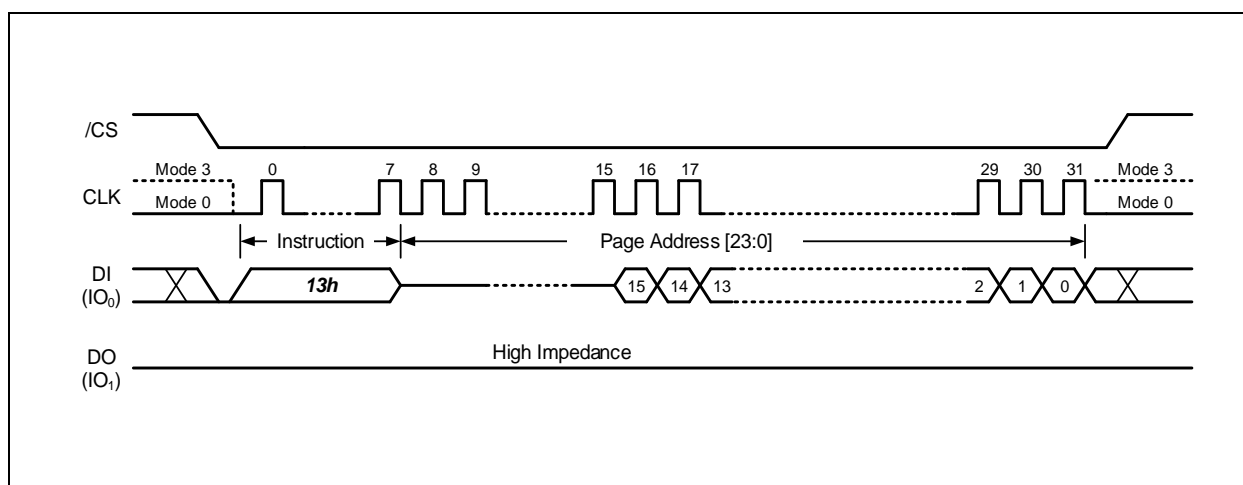 /CS
Mode 3 0 7 8 9 15 16 17 29 30 31 Mode 3
CLK
Mode 0 Mode 0
Instruction Page Address [23:0]
DI
(IO0)
13h 15 14 13 2 1 0
High Impedance
DO
(IO1)